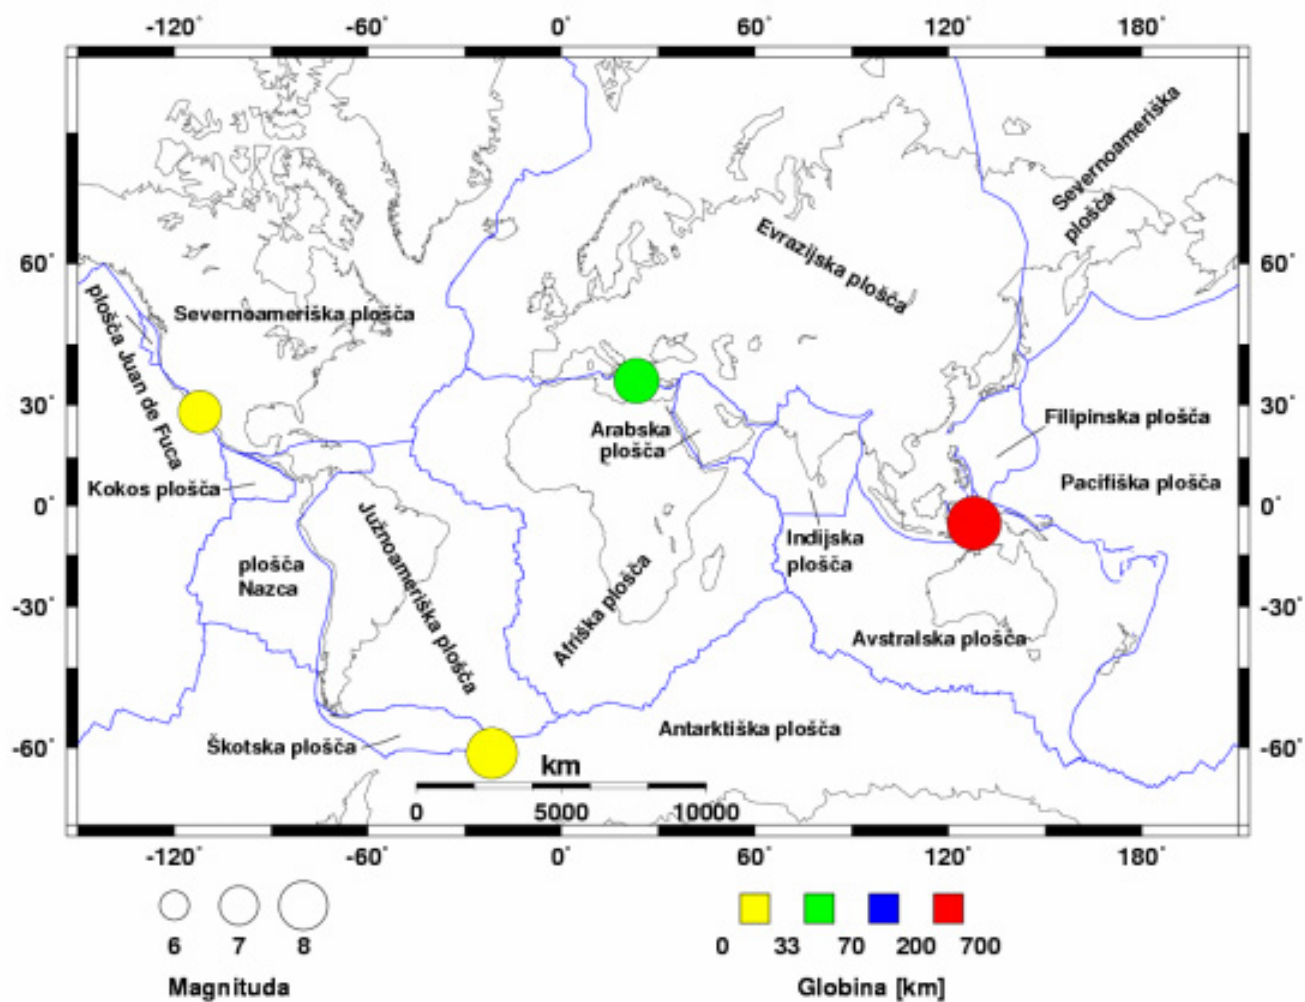 -120° -60° 0° 60° 120° 180°
60° 60°
30° 30°
0° 0°
-30° -30°
-60° -60°
Severnoameriška
plošča
Evrazijska plošča
Severnoameriška plošča
plošča Juan de Fuca
Filipinska plošča
Arabska
plošča
Kokos plošča
Pacifiška plošča
Indijska
plošča
plošča
Nazca
Južnoameriška plošča
Afriška plošča
Avstralska plošča
Antarktiška plošča
Škotska plošča
km
0 5000 10000
-120° -60° 0° 60° 120° 180°
6 7 8
Magnituda
0 33 70 200 700
Globina [km]